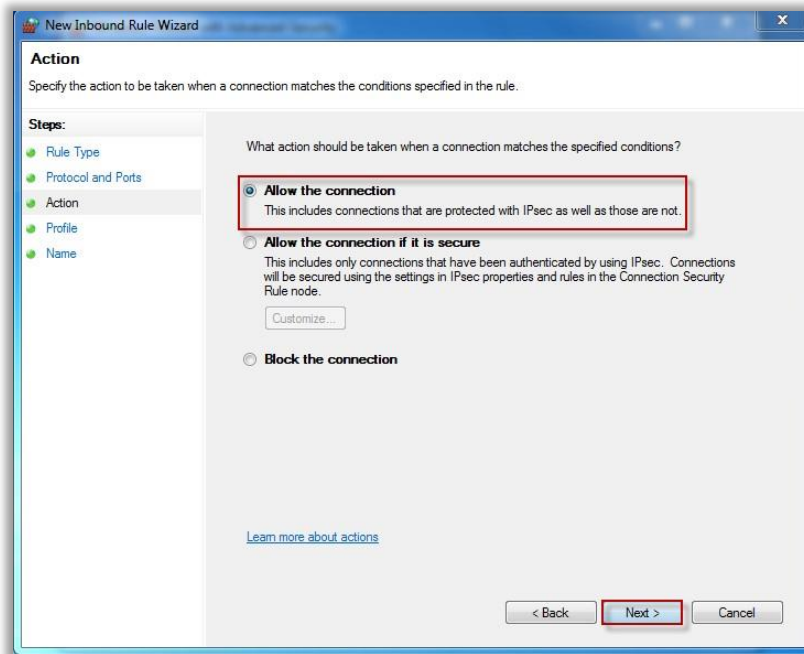 New Inbound Rule Wizard
Action
Specify the action to be taken when a connection matches the conditions specified in the rule.
Steps:
Rule Type
Protocol and Ports
Action
Profile
Name
What action should be taken when a connection matches the specified conditions?
Allow the connection
This includes connections that are protected with IPsec as well as those are not.
Allow the connection if it is secure
This includes only connections that have been authenticated by using IPsec. Connections
will be secured using the settings in IPsec properties and rules in the Connection Security
Rule node.
Customize...
Block the connection
Learn more about actions
< Back
Next >
Cancel